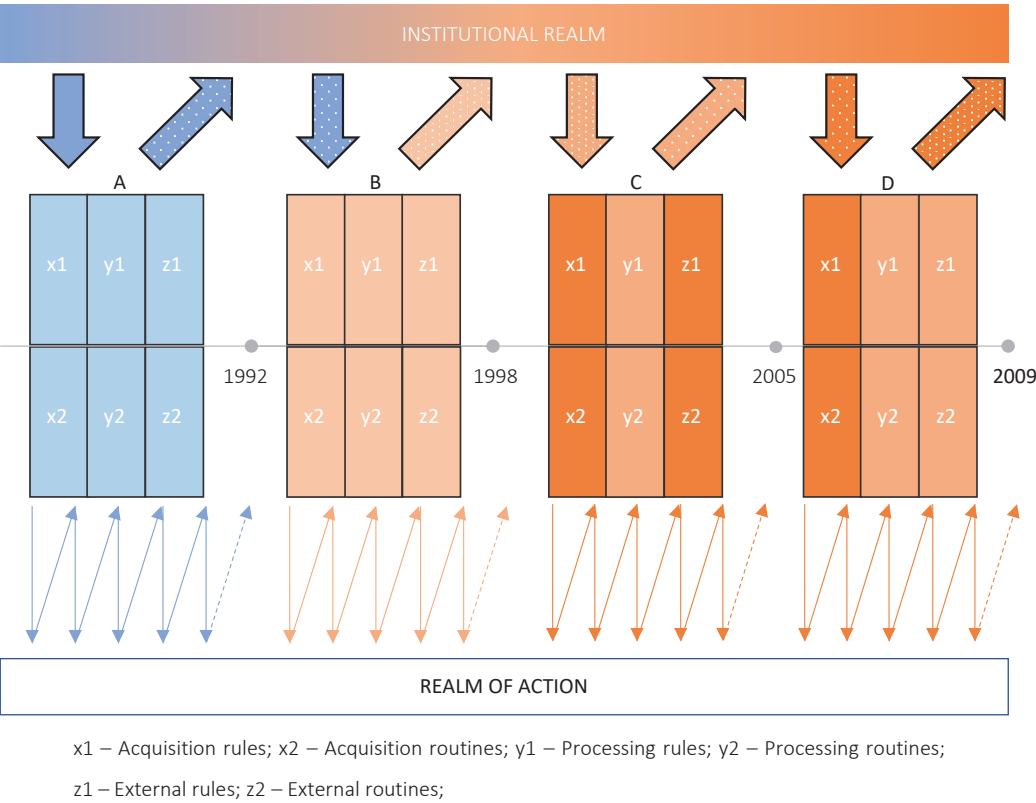 INSTITUTIONAL REALM
A B C D
x1 y1 z1 x1 y1 z1 x1 y1 z1 x1 y1 z1
1992 1998 2005 2009
x2 y2 z2 x2 y2 z2 x2 y2 z2 x2 y2 z2
REALM OF ACTION
x1 – Acquisition rules; x2 – Acquisition routines; y1 – Processing rules; y2 – Processing routines;
z1 – External rules; z2 – External routines;